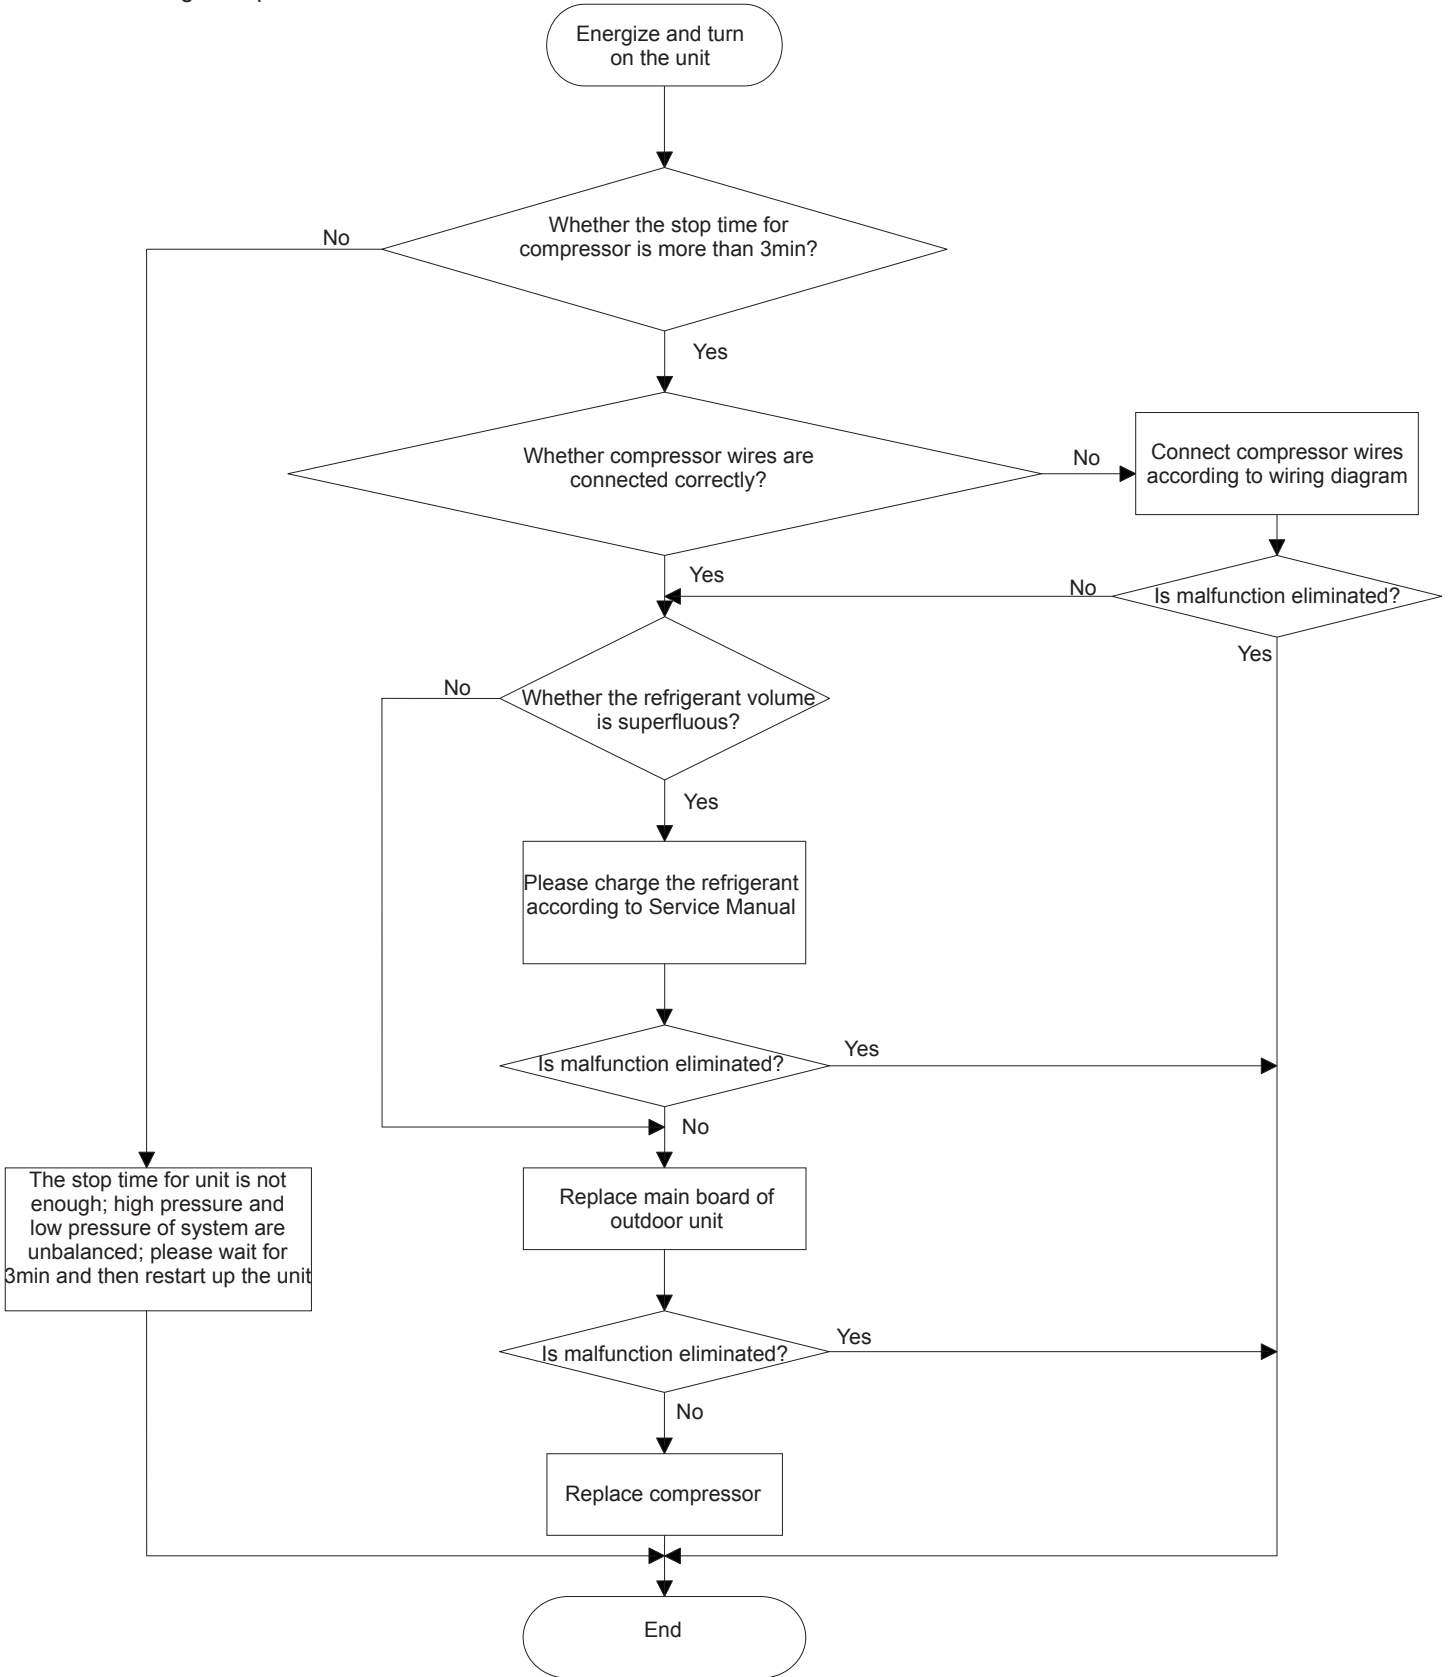 Energize and turn
on the unit
Whether the stop time for
compressor is more than 3min?
No
Yes
Whether compressor wires are
connected correctly?
No
Connect compressor wires
according to wiring diagram
Yes
No
Is malfunction eliminated?
Yes
No
Whether the refrigerant volume
is superfluous?
Yes
Please charge the refrigerant
according to Service Manual
Is malfunction eliminated?
Yes
No
The stop time for unit is not
enough; high pressure and
low pressure of system are
unbalanced; please wait for
3min and then restart up the unit
Replace main board of
outdoor unit
Is malfunction eliminated?
Yes
No
Replace compressor
End